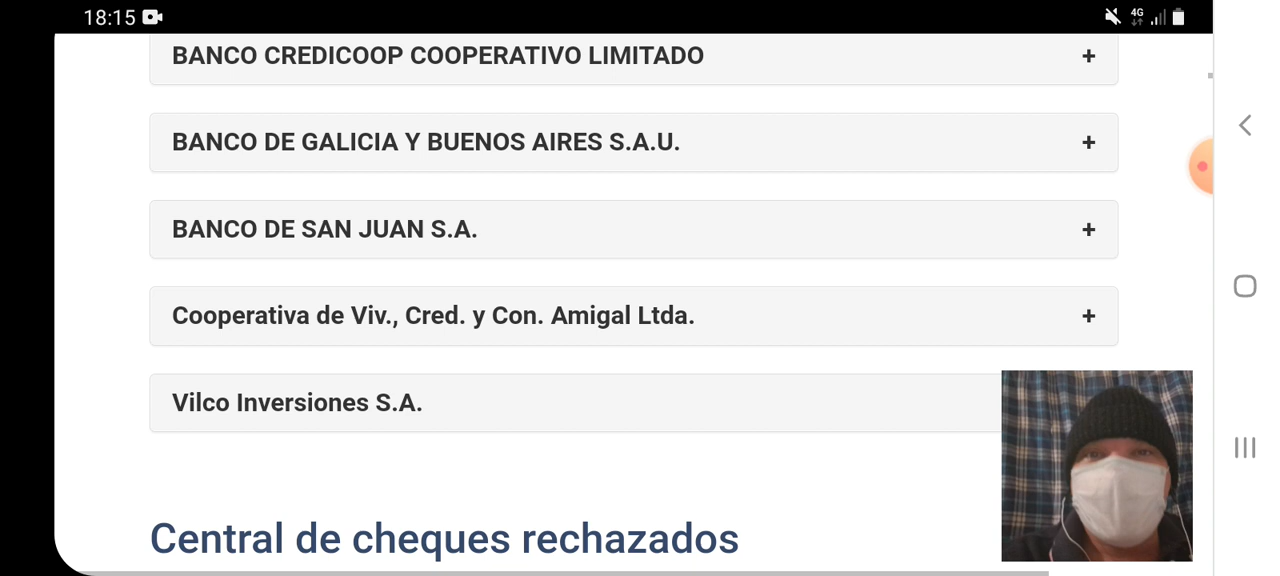 18:15
4G
BANCO CREDICOOP COOPERATIVO LIMITADO +
BANCO DE GALICIA Y BUENOS AIRES S.A.U. +
BANCO DE SAN JUAN S.A. +
Cooperativa de Viv., Cred. y Con. Amigal Ltda. +
Vilco Inversiones S.A.
Central de cheques rechazados